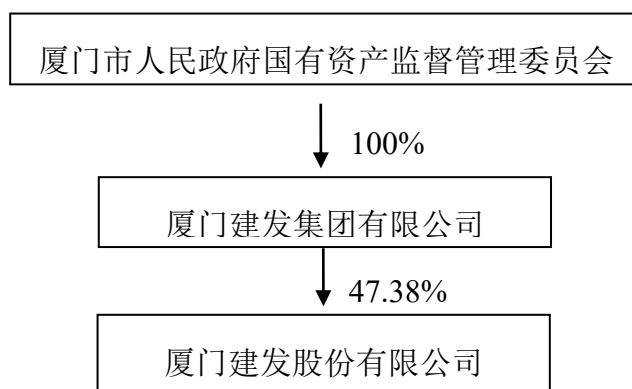 厦门市人民政府国有资产监督管理委员会
100%
厦门建发集团有限公司
47.38%
厦门建发股份有限公司